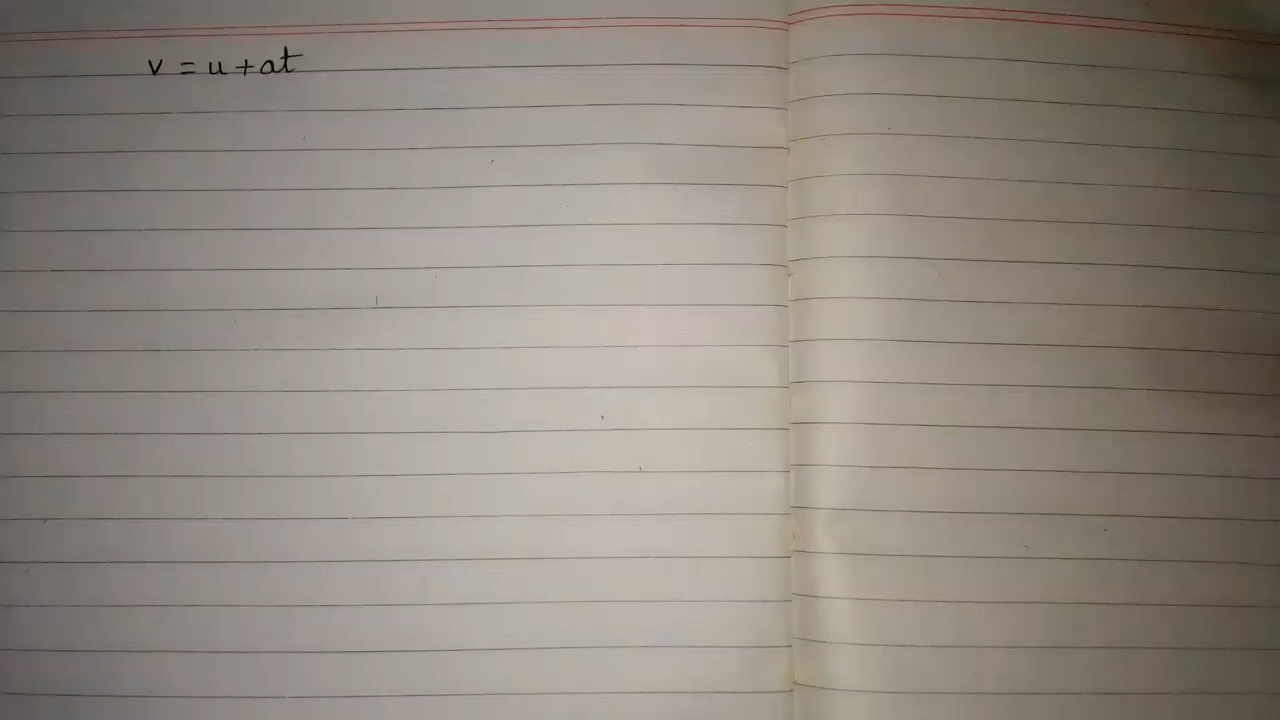 v = u + at